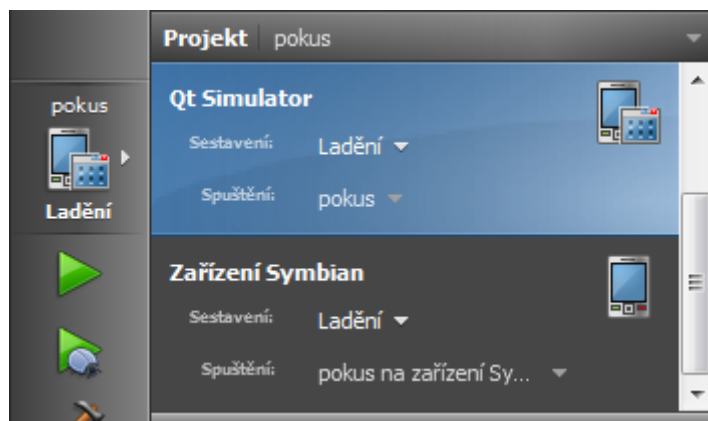 Projekt pokus
pokus
Ladění
Qt Simulator
Sestavení: Ladění
Spuštění: pokus
Zařízení Symbian
Sestavení: Ladění
Spuštění: pokus na zařízení Sy...